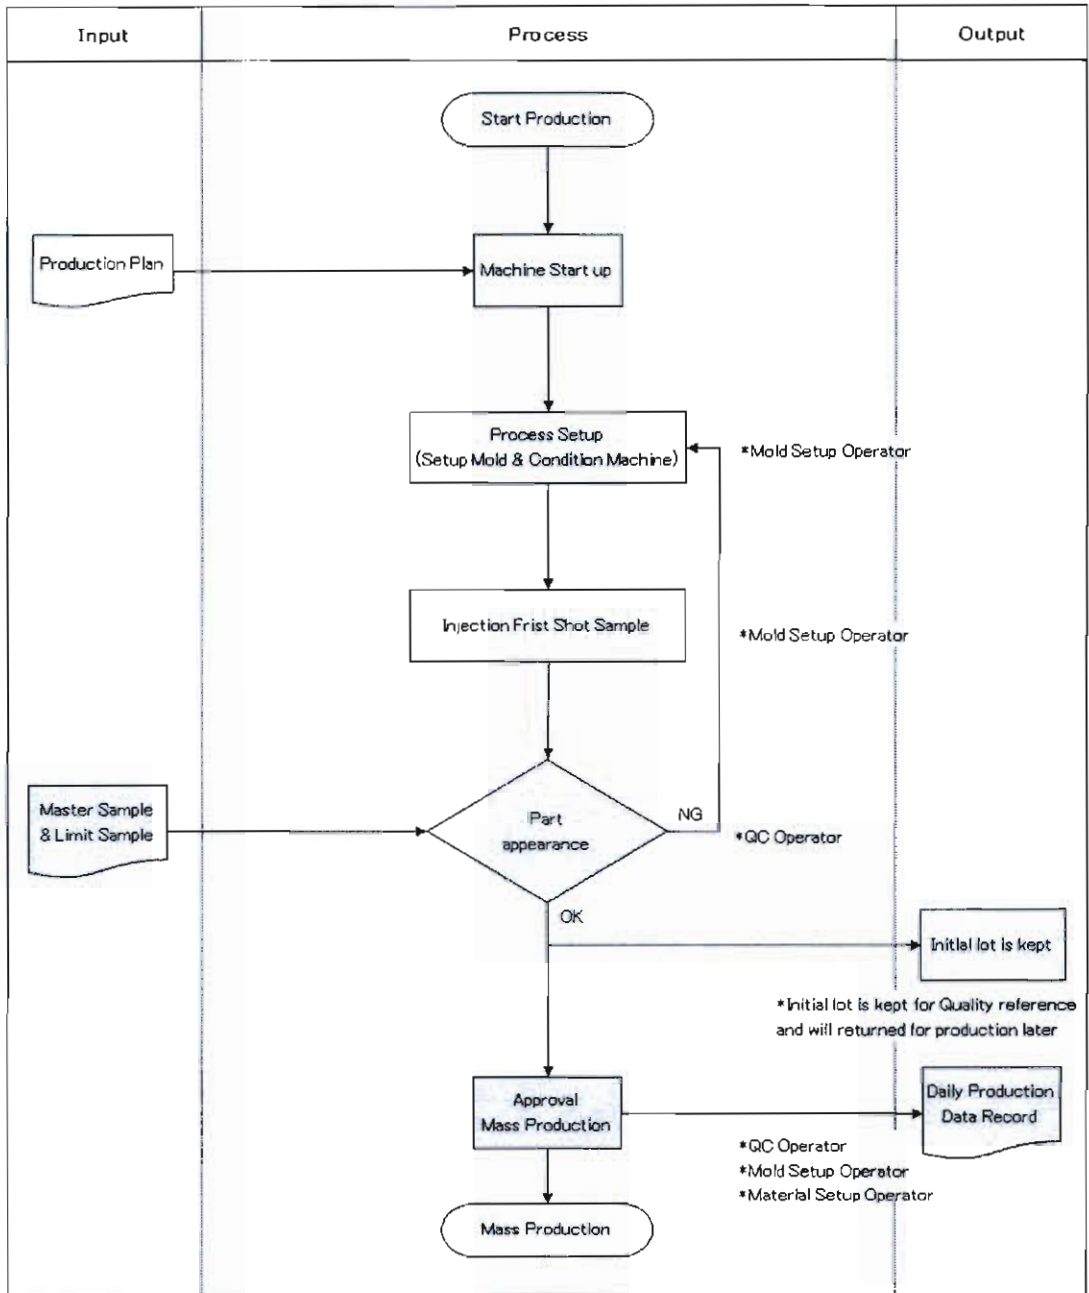 Input
Process
Output
Start Production
Production Plan
Machine Start up
Process Setup
(Setup Mold & Condition Machine)
*Mold Setup Operator
Injection Frist Shot Sample
*Mold Setup Operator
Master Sample
& Limit Sample
Part
appearance
NG
*QC Operator
OK
Initial lot is kept
*Initial lot is kept for Quality reference
and will returned for production later
Approval
Mass Production
Daily Production
Data Record
*QC Operator
*Mold Setup Operator
*Material Setup Operator
Mass Production